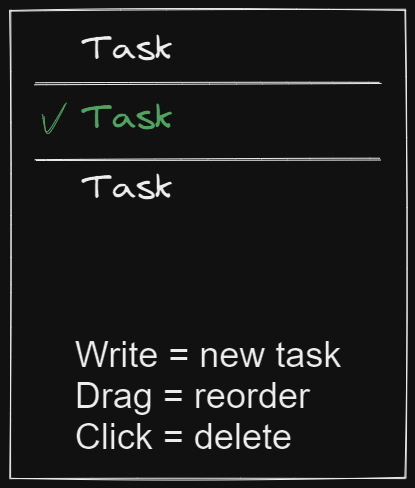 Task
✓ Task
Task
Write = new task
Drag = reorder
Click = delete